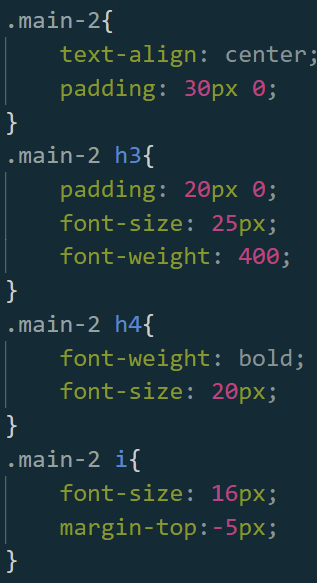 .main-2{
    text-align: center;
    padding: 30px 0;
}
.main-2 h3{
    padding: 20px 0;
    font-size: 25px;
    font-weight: 400;
}
.main-2 h4{
    font-weight: bold;
    font-size: 20px;
}
.main-2 i{
    font-size: 16px;
    margin-top:-5px;
}